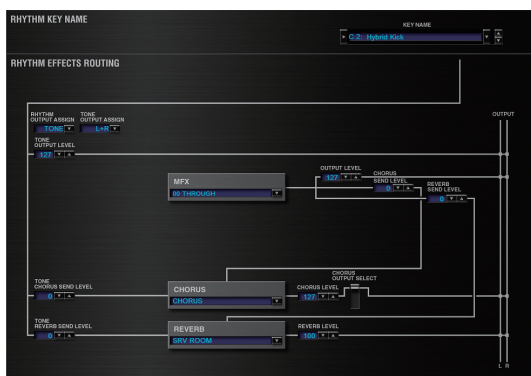 RHYTHM KEY NAME
KEY NAME
C 2: Hybrid Kick
RHYTHM EFFECTS ROUTING
OUTPUT
RHYTHM
OUTPUT ASSIGN
TONE
TONE
OUTPUT ASSIGN
L+R
TONE
OUTPUT LEVEL
127
OUTPUT LEVEL
127
CHORUS
SEND LEVEL
0
REVERB
SEND LEVEL
0
MFX
00 THROUGH
CHORUS
OUTPUT SELECT
TONE
CHORUS SEND LEVEL
0
CHORUS
CHORUS
CHORUS LEVEL
127
TONE
REVERB SEND LEVEL
0
REVERB
SRV ROOM
REVERB LEVEL
100
L R